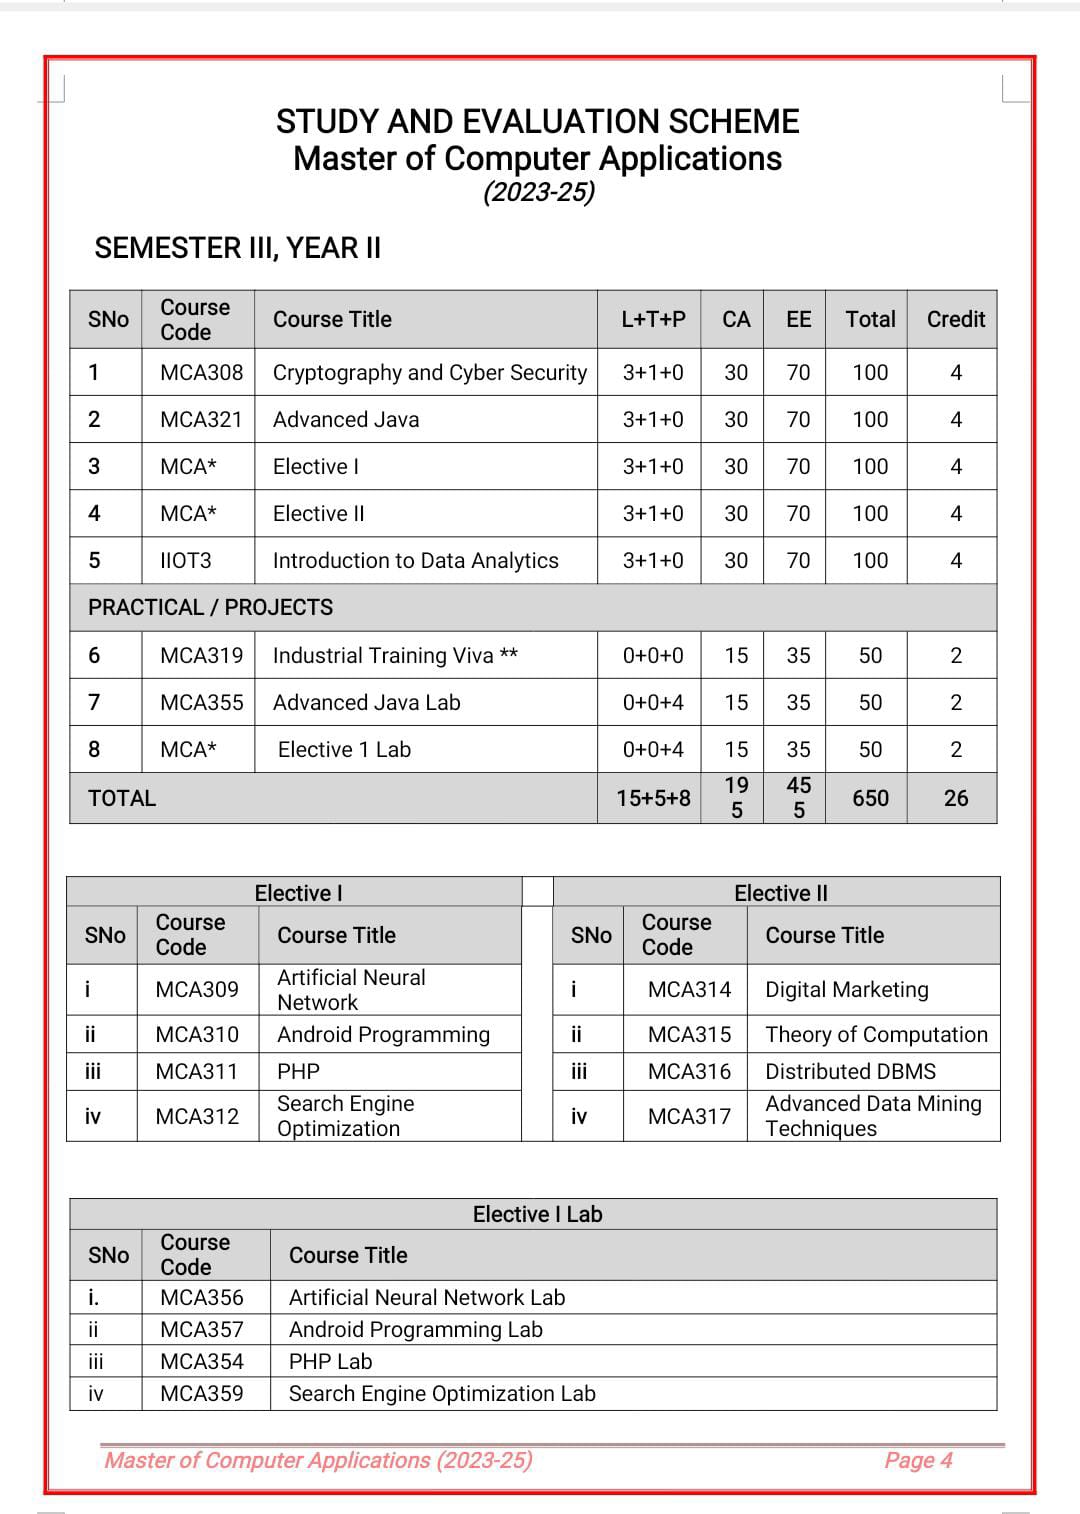 STUDY AND EVALUATION SCHEME
Master of Computer Applications
(2023-25)
SEMESTER III, YEAR II
SNo Course Code Course Title L+T+P CA EE Total Credit
1 MCA308 Cryptography and Cyber Security 3+1+0 30 70 100 4
2 MCA321 Advanced Java 3+1+0 30 70 100 4
3 MCA* Elective I 3+1+0 30 70 100 4
4 MCA* Elective II 3+1+0 30 70 100 4
5 IIOT3 Introduction to Data Analytics 3+1+0 30 70 100 4
PRACTICAL / PROJECTS
6 MCA319 Industrial Training Viva ** 0+0+0 15 35 50 2
7 MCA355 Advanced Java Lab 0+0+4 15 35 50 2
8 MCA* Elective 1 Lab 0+0+4 15 35 50 2
TOTAL 15+5+8 195 455 650 26
Elective I
SNo Course Code Course Title
i MCA309 Artificial Neural Network
ii MCA310 Android Programming
iii MCA311 PHP
iv MCA312 Search Engine Optimization
Elective II
SNo Course Code Course Title
i MCA314 Digital Marketing
ii MCA315 Theory of Computation
iii MCA316 Distributed DBMS
iv MCA317 Advanced Data Mining Techniques
Elective I Lab
SNo Course Code Course Title
i. MCA356 Artificial Neural Network Lab
ii MCA357 Android Programming Lab
iii MCA354 PHP Lab
iv MCA359 Search Engine Optimization Lab
Master of Computer Applications (2023-25) Page 4